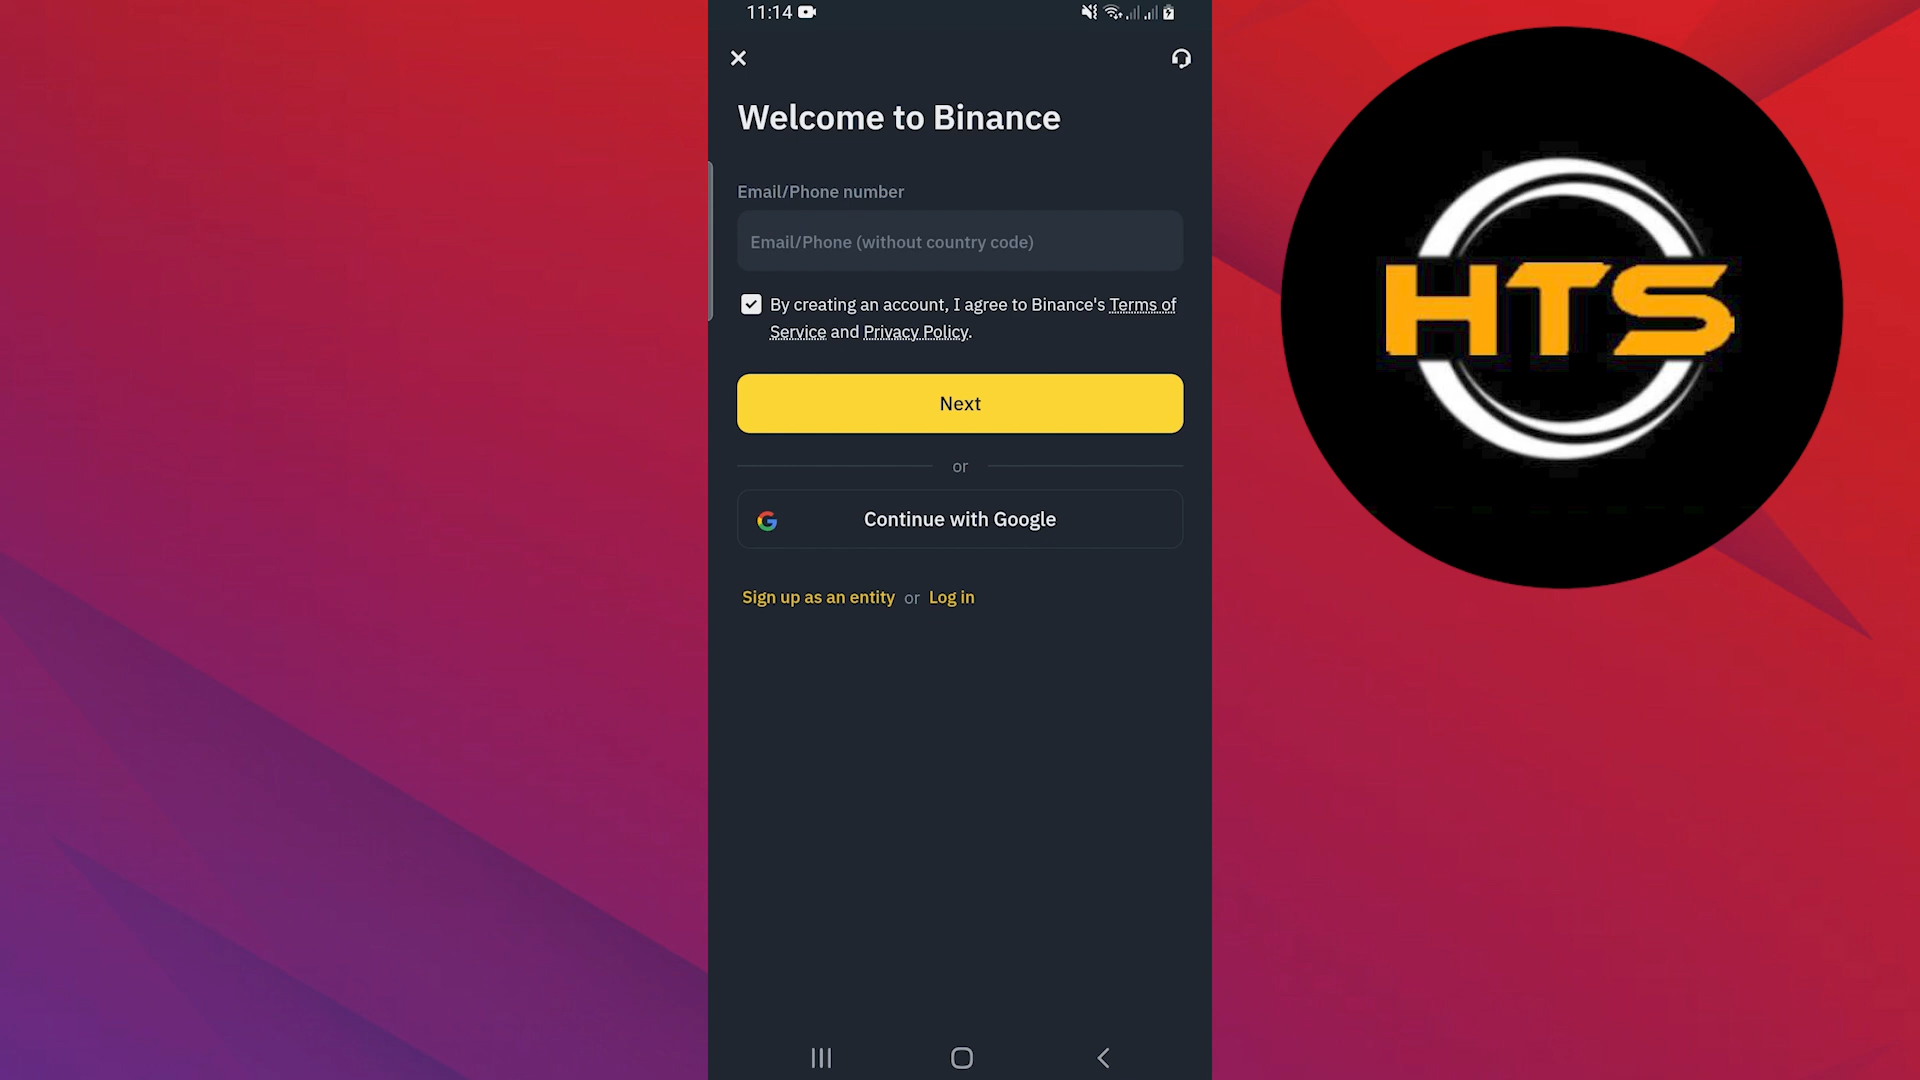 11:14
Welcome to Binance
Email/Phone number
Email/Phone (without country code)
By creating an account, I agree to Binance's Terms of
Service and Privacy Policy.
Next
or
Continue with Google
Sign up as an entity or Log in
HTS